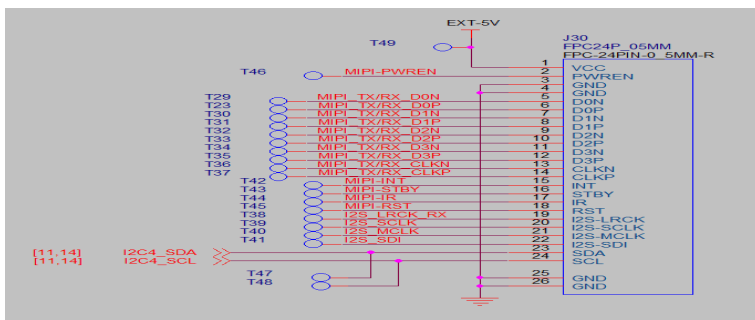 EXT-5V
J30
T49
FPC24P_05MM
FPC-24PIN-0_5MM-R
1 VCC
T46 MIPI-PWREN 2 PWREN
3 GND
4 GND
T29 MIPI_TX/RX_D0N 5 D0N
T23 MIPI_TX/RX_D0P 6 D0P
T30 MIPI_TX/RX_D1N 7 D1N
T31 MIPI_TX/RX_D1P 8 D1P
T32 MIPI_TX/RX_D2N 9 D2N
T33 MIPI_TX/RX_D2P 10 D2P
T34 MIPI_TX/RX_D3N 11 D3N
T35 MIPI_TX/RX_D3P 12 D3P
T36 MIPI_TX/RX_CLKN 13 CLKN
T37 MIPI_TX/RX_CLKP 14 CLKP
T42 MIPI-INT 15 INT
T43 MIPI-STBY 16 STBY
T44 MIPI-IR 17 IR
T45 MIPI-RST 18 RST
T38 I2S_LRCK_RX 19 I2S-LRCK
T39 I2S_SCLK 20 I2S-SCLK
T40 I2S_MCLK 21 I2S-MCLK
T41 I2S_SDI 22 I2S-SDI
[11,14] I2C4_SDA 23 SDA
[11,14] I2C4_SCL 24 SCL
T47 25 GND
T48 26 GND